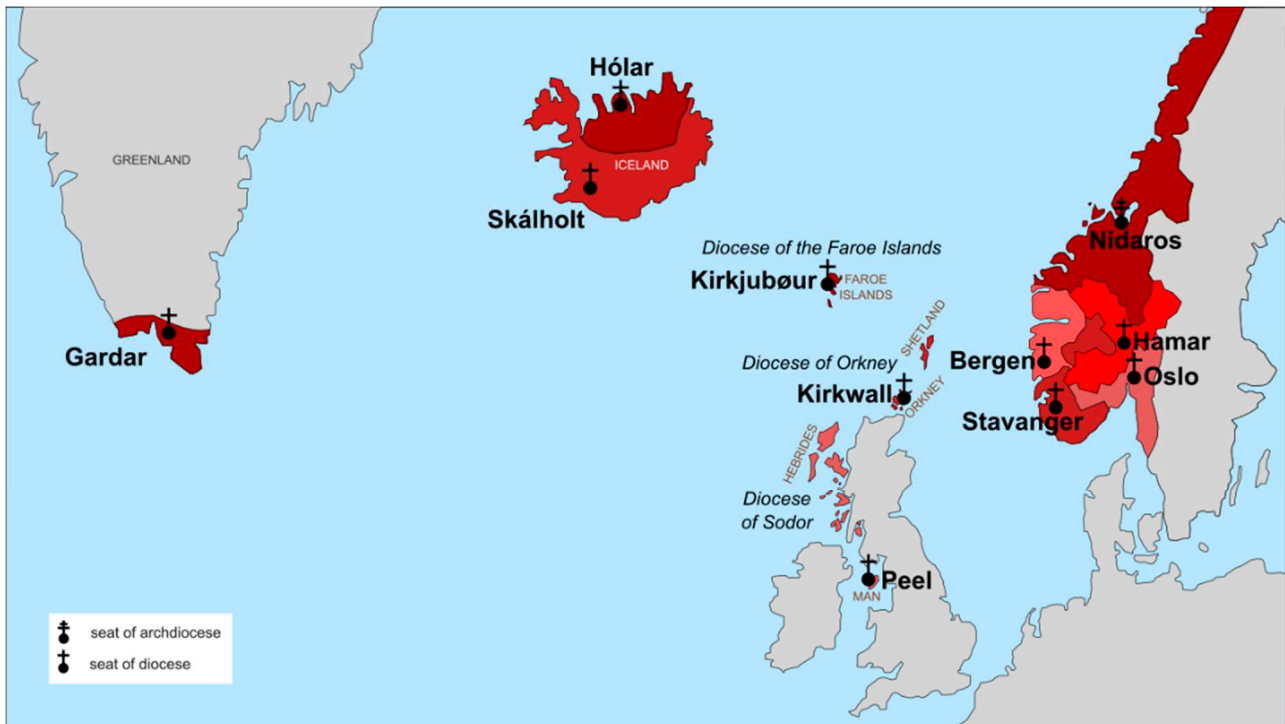 Hólar
GREENLAND
ICELAND
Skálholt
Nidaros
Diocese of the Faroe Islands
Kirkjubøur
FAROE
ISLANDS
SHETLAND
Gardar
Diocese of Orkney
Bergen
Hamar
Oslo
Kirkwall
ORKNEY
Stavanger
HEBRIDES
Diocese
of Sodor
Peel
MAN
seat of archdiocese
seat of diocese